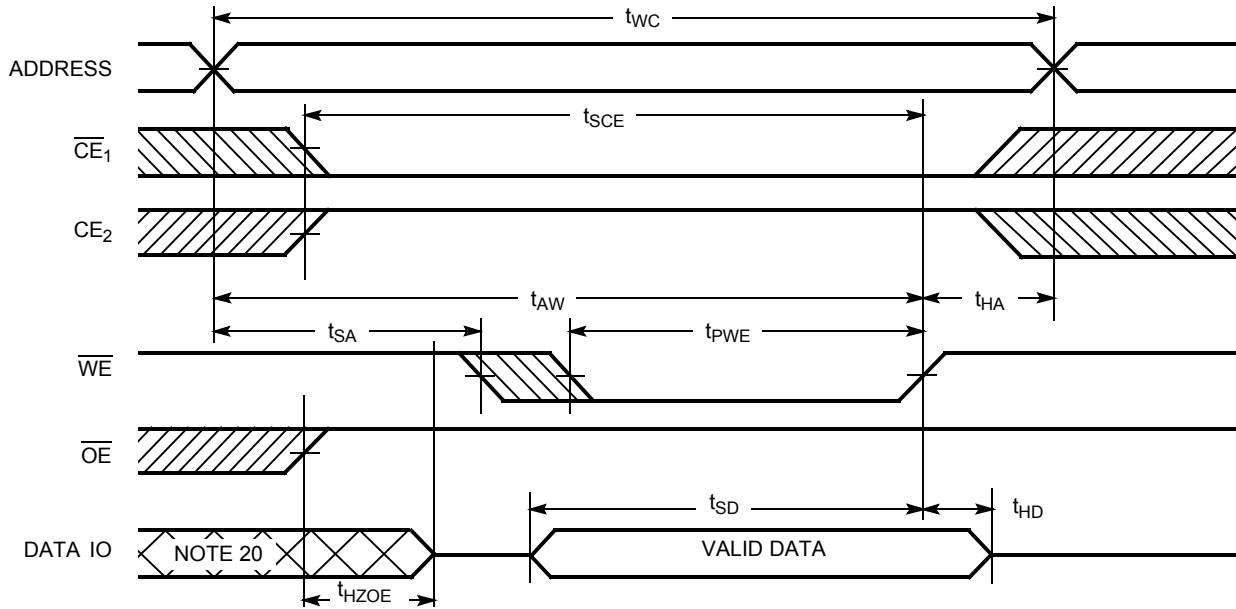 tWC
ADDRESS
tSCE
CE1
CE2
tAW
tHA
tSA
tPWE
WE
OE
tSD
tHD
DATA IO
NOTE 20
VALID DATA
tHZOE